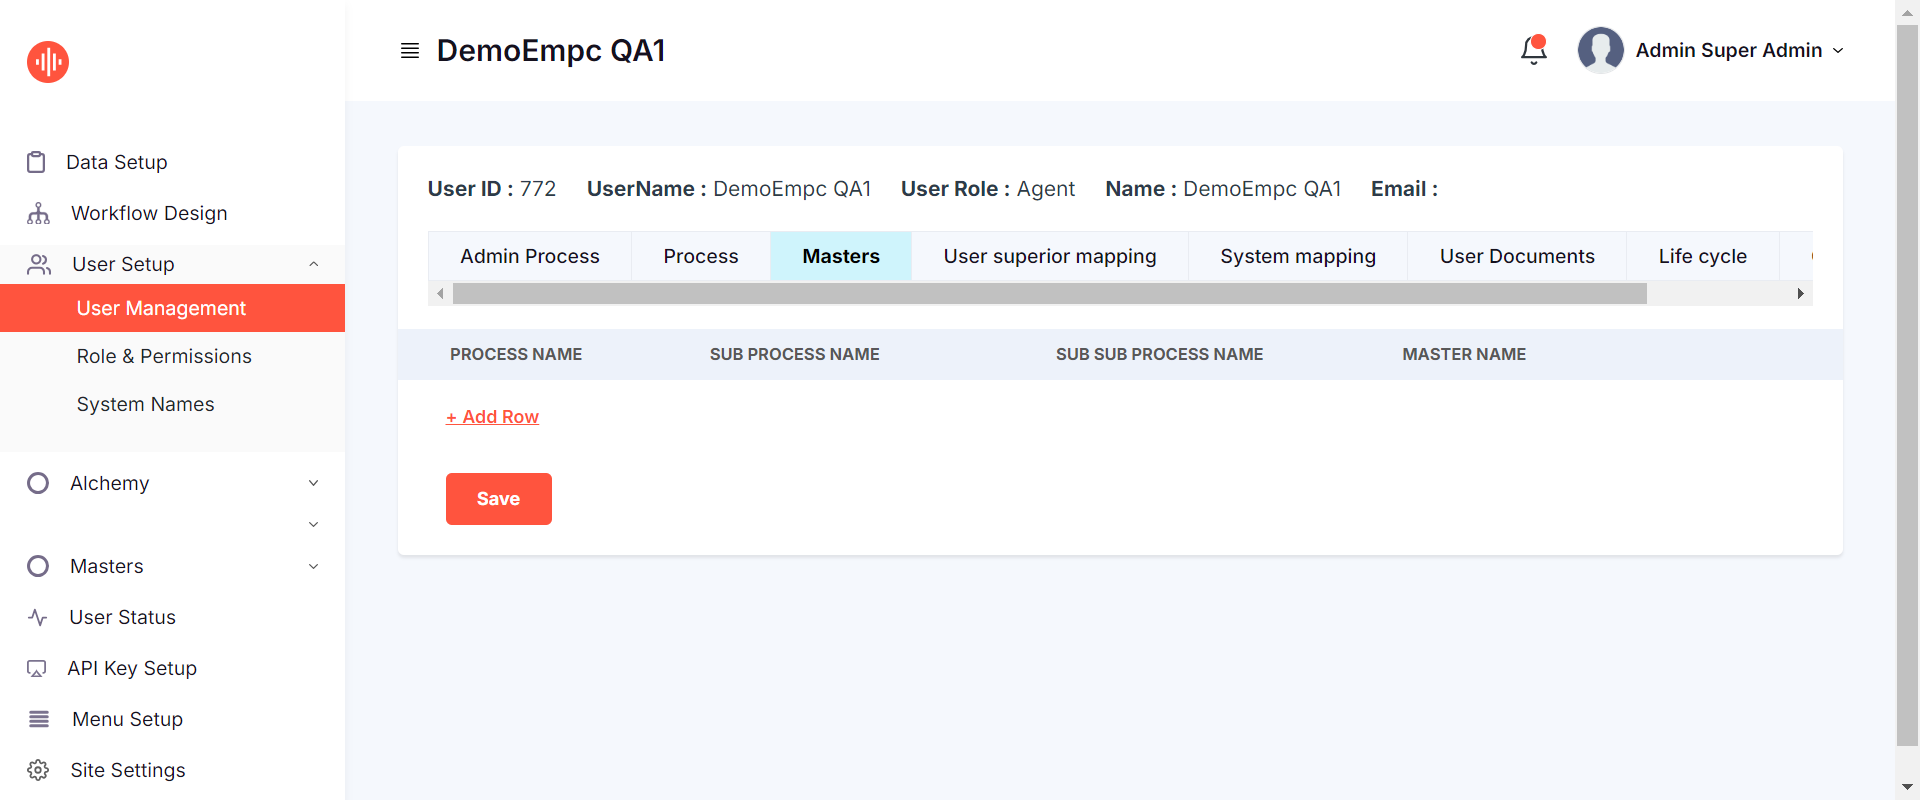 DemoEmpc QA1
Admin Super Admin
Data Setup
Workflow Design
User Setup
User Management
Role & Permissions
System Names
Alchemy
Masters
User Status
API Key Setup
Menu Setup
Site Settings
User ID : 772 UserName : DemoEmpc QA1 User Role : Agent Name : DemoEmpc QA1 Email :
Admin Process Process Masters User superior mapping System mapping User Documents Life cycle
PROCESS NAME SUB PROCESS NAME SUB SUB PROCESS NAME MASTER NAME
+ Add Row
Save